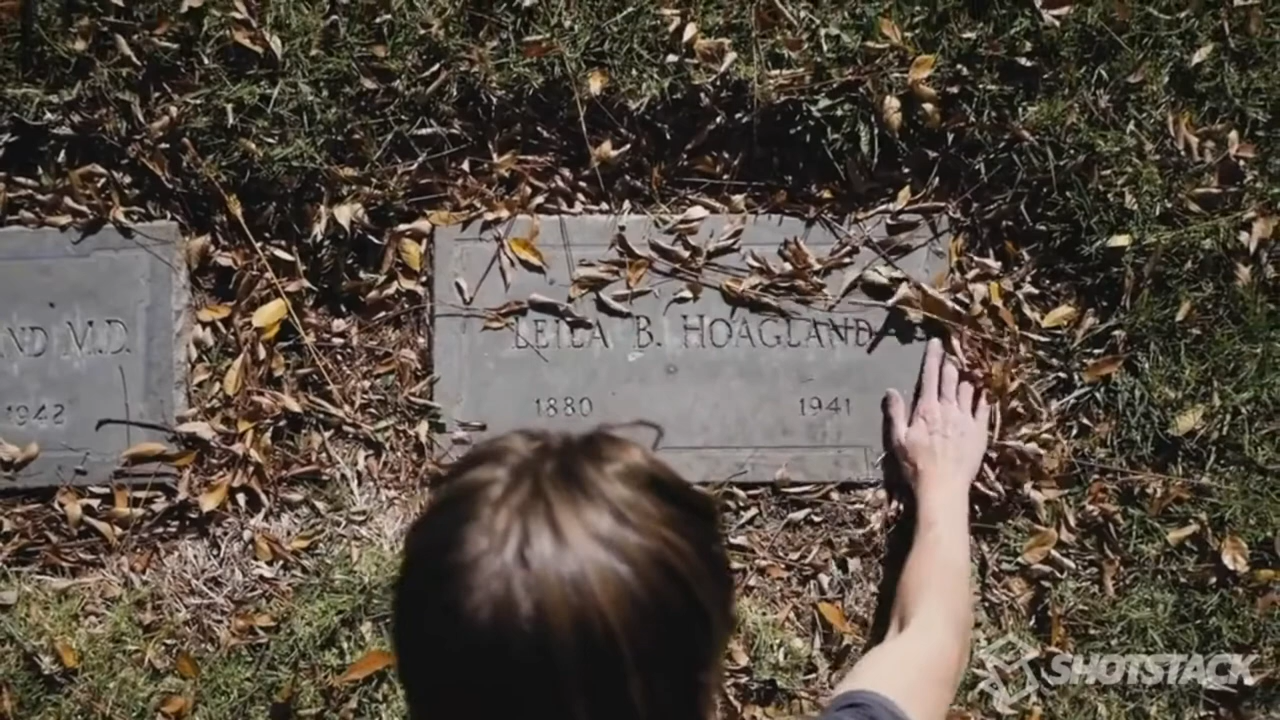 ND M.D.
1942
LEILA B. HOAGLAND
1880 1941
SHOTSTACK